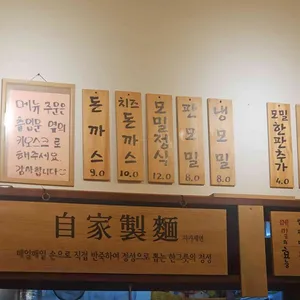 메뉴 주문은
출입문 옆의
키오스크로
해주세요
감사합니다
돈까스
9.0
치즈돈까스
10.0
모밀정식
12.0
판모밀
8.0
냉모밀
8.0
모밀한판추가
4.0
自家製麵
자가제면
매일매일 손으로 직접 반죽하여 정성으로 뽑는 한그릇의 정성